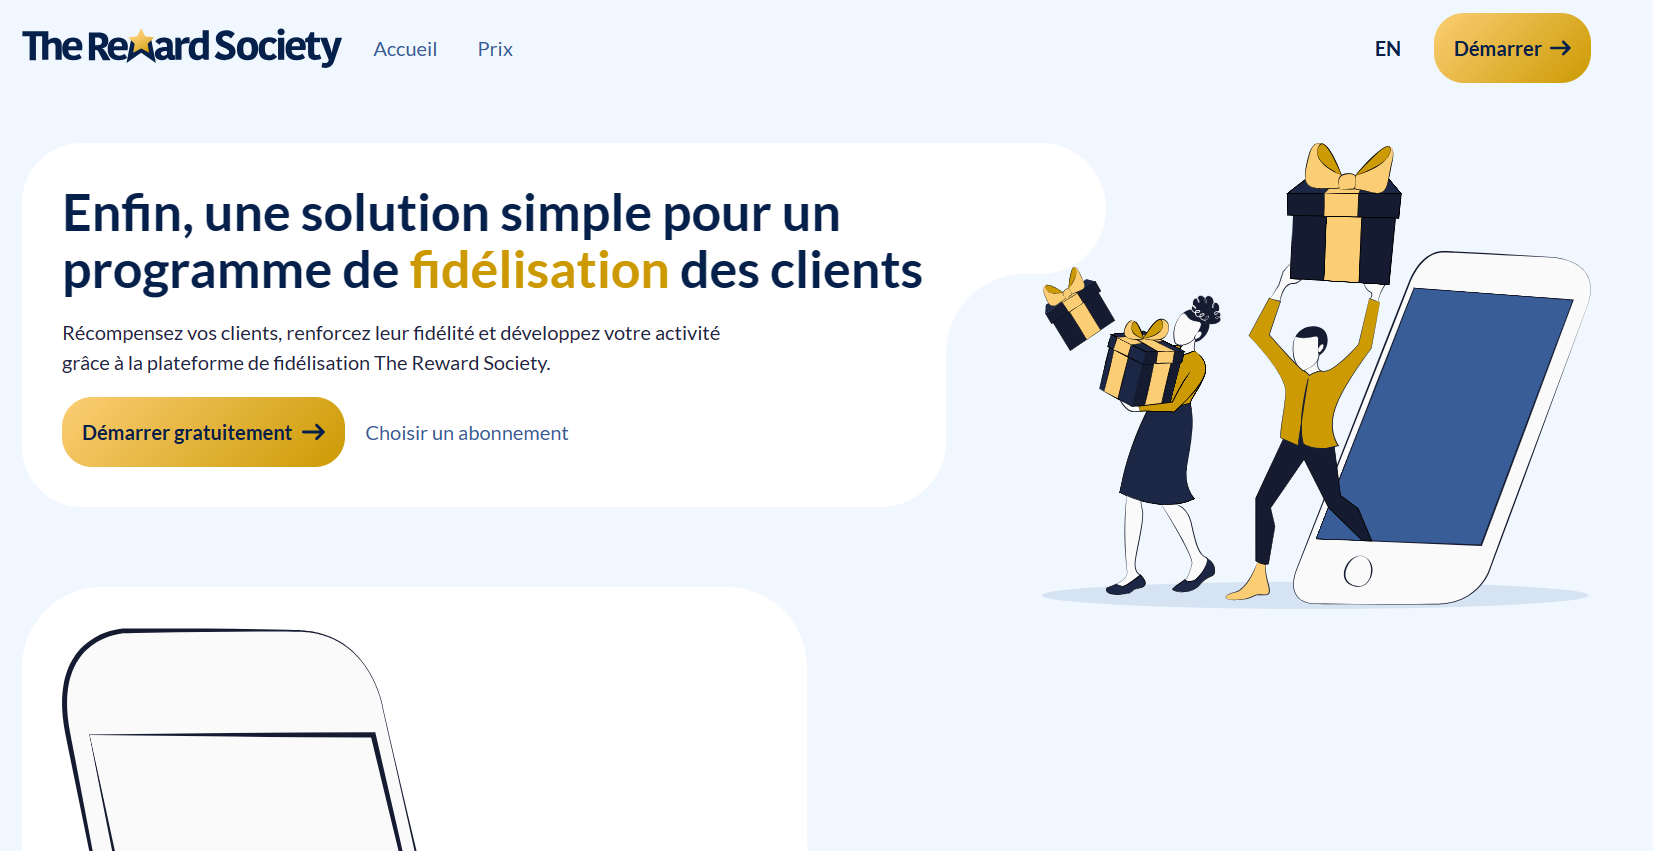 The Reward Society
Accueil
Prix
EN
Démarrer
Enfin, une solution simple pour un
programme de fidélisation des clients
Récompensez vos clients, renforcez leur fidélité et développez votre activité
grâce à la plateforme de fidélisation The Reward Society.
Démarrer gratuitement
Choisir un abonnement